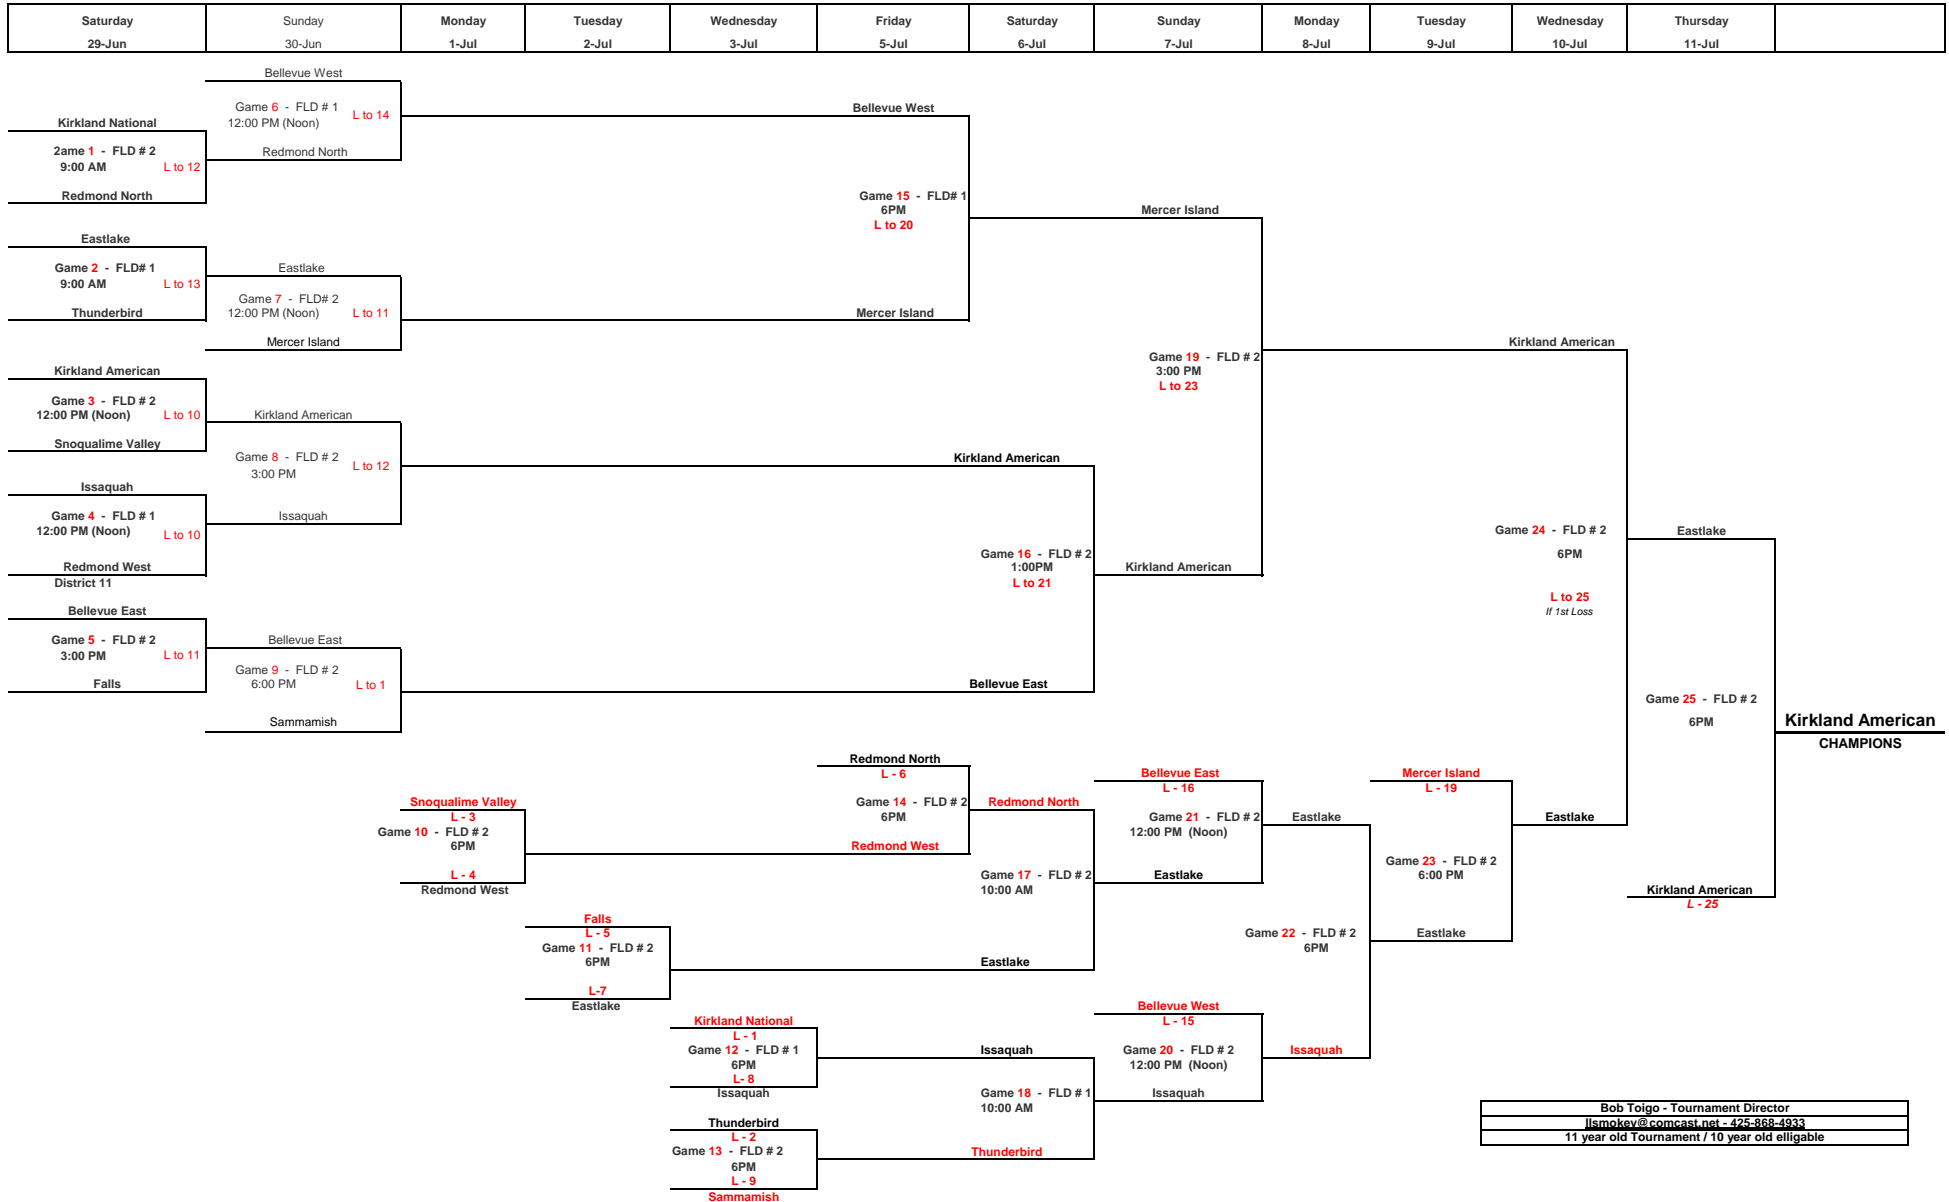 Saturday Sunday Monday Tuesday Wednesday Friday Saturday Sunday Monday Tuesday Wednesday Thursday
29-Jun 30-Jun 1-Jul 2-Jul 3-Jul 5-Jul 6-Jul 7-Jul 8-Jul 9-Jul 10-Jul 11-Jul
Kirkland National
2ame 1 - FLD # 2
9:00 AM L to 12
Redmond North
Eastlake
Game 2 - FLD# 1
9:00 AM L to 13
Thunderbird
Kirkland American
Game 3 - FLD # 2
12:00 PM (Noon) L to 10
Snoqualime Valley
Issaquah
Game 4 - FLD # 1
12:00 PM (Noon) L to 10
Redmond West
District 11
Bellevue East
Game 5 - FLD # 2
3:00 PM L to 11
Falls
Bellevue West
Game 6 - FLD # 1
12:00 PM (Noon) L to 14
Redmond North
Eastlake
Game 7 - FLD# 2
12:00 PM (Noon) L to 11
Mercer Island
Kirkland American
Game 8 - FLD # 2
3:00 PM L to 12
Issaquah
Bellevue East
Game 9 - FLD # 2
6:00 PM L to 1
Sammamish
Snoqualime Valley
L - 3
Game 10 - FLD # 2
6PM
L - 4
Redmond West
Falls
L - 5
Game 11 - FLD # 2
6PM
L-7
Eastlake
Kirkland National
L - 1
Game 12 - FLD # 1
6PM
L- 8
Issaquah
Thunderbird
L - 2
Game 13 - FLD # 2
6PM
L - 9
Sammamish
Bellevue West
Game 15 - FLD# 1
6PM
L to 20
Mercer Island
Redmond North
L - 6
Game 14 - FLD # 2
6PM
Redmond West
Kirkland American
Game 16 - FLD # 2
1:00PM
L to 21
Bellevue East
Redmond North
Game 17 - FLD # 2
10:00 AM
Eastlake
Issaquah
Game 18 - FLD # 1
10:00 AM
Thunderbird
Mercer Island
Game 19 - FLD # 2
3:00 PM
L to 23
Kirkland American
Bellevue East
L - 16
Game 21 - FLD # 2
12:00 PM (Noon)
Eastlake
Bellevue West
L - 15
Game 20 - FLD # 2
12:00 PM (Noon)
Issaquah
Eastlake
Game 22 - FLD # 2
6PM
Issaquah
Mercer Island
L - 19
Game 23 - FLD # 2
6:00 PM
Eastlake
Kirkland American
Game 24 - FLD # 2
6PM
L to 25
If 1st Loss
Eastlake
Eastlake
Game 25 - FLD # 2
6PM
Kirkland American
L - 25
Kirkland American
CHAMPIONS
Bob Toigo - Tournament Director
llsmokey@comcast.net - 425-868-4933
11 year old Tournament / 10 year old elligable